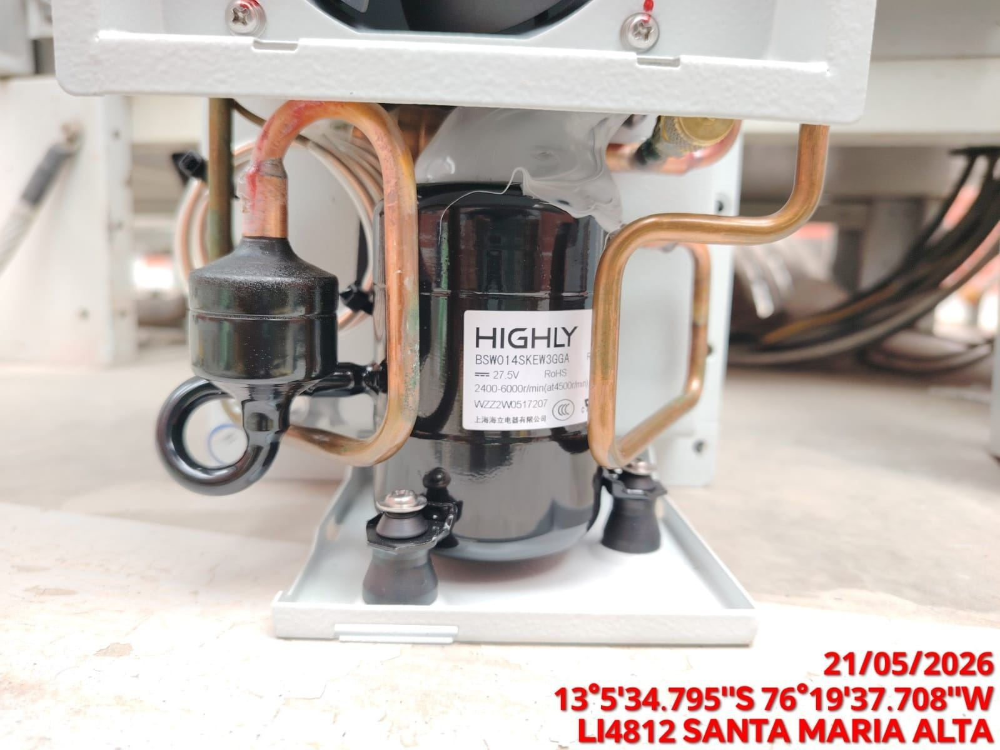 HIGHLY
BSW014SKEW3GGA
27.5V RoHS
2400-6000r/min(at4500r/min)
WZZ2W0517207
上海海立电器有限公司
21/05/2026
13°5'34.795"S 76°19'37.708"W
LI4812 SANTA MARIA ALTA